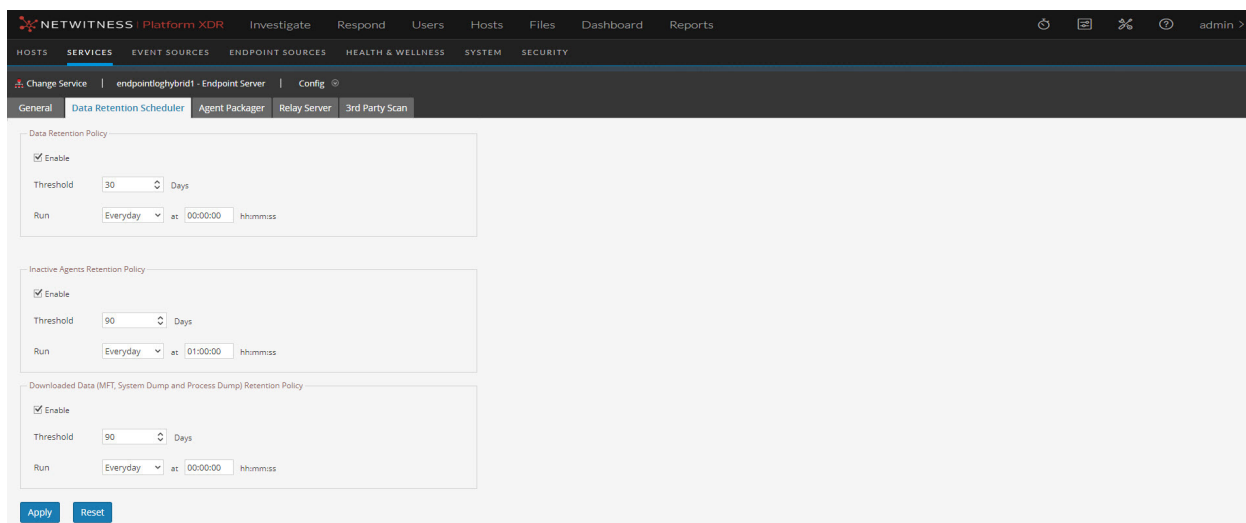 NETWITNESS Platform XDR Investigate Respond Users Hosts Files Dashboard Reports admin >
HOSTS SERVICES EVENT SOURCES ENDPOINT SOURCES HEALTH & WELLNESS SYSTEM SECURITY
Change Service | endpointloghybrid1 - Endpoint Server | Config
General Data Retention Scheduler Agent Packager Relay Server 3rd Party Scan
Data Retention Policy
Enable
Threshold 30 Days
Run Everyday at 00:00:00 hh:mm:ss
Inactive Agents Retention Policy
Enable
Threshold 90 Days
Run Everyday at 01:00:00 hh:mm:ss
Downloaded Data (MFT, System Dump and Process Dump) Retention Policy
Enable
Threshold 90 Days
Run Everyday at 00:00:00 hh:mm:ss
Apply Reset